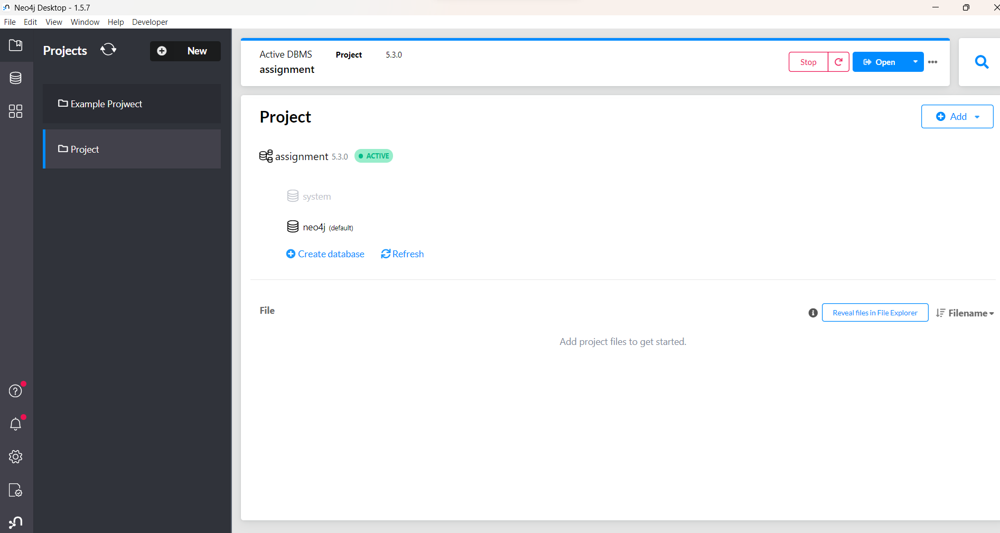 Neo4j Desktop - 1.5.7
File Edit View Window Help Developer
Projects
New
Example Projwect
Project
Active DBMS Project 5.3.0
assignment
Stop
Open
Project
Add
assignment 5.3.0 ACTIVE
system
neo4j (default)
Create database Refresh
File
Reveal files in File Explorer Filename
Add project files to get started.